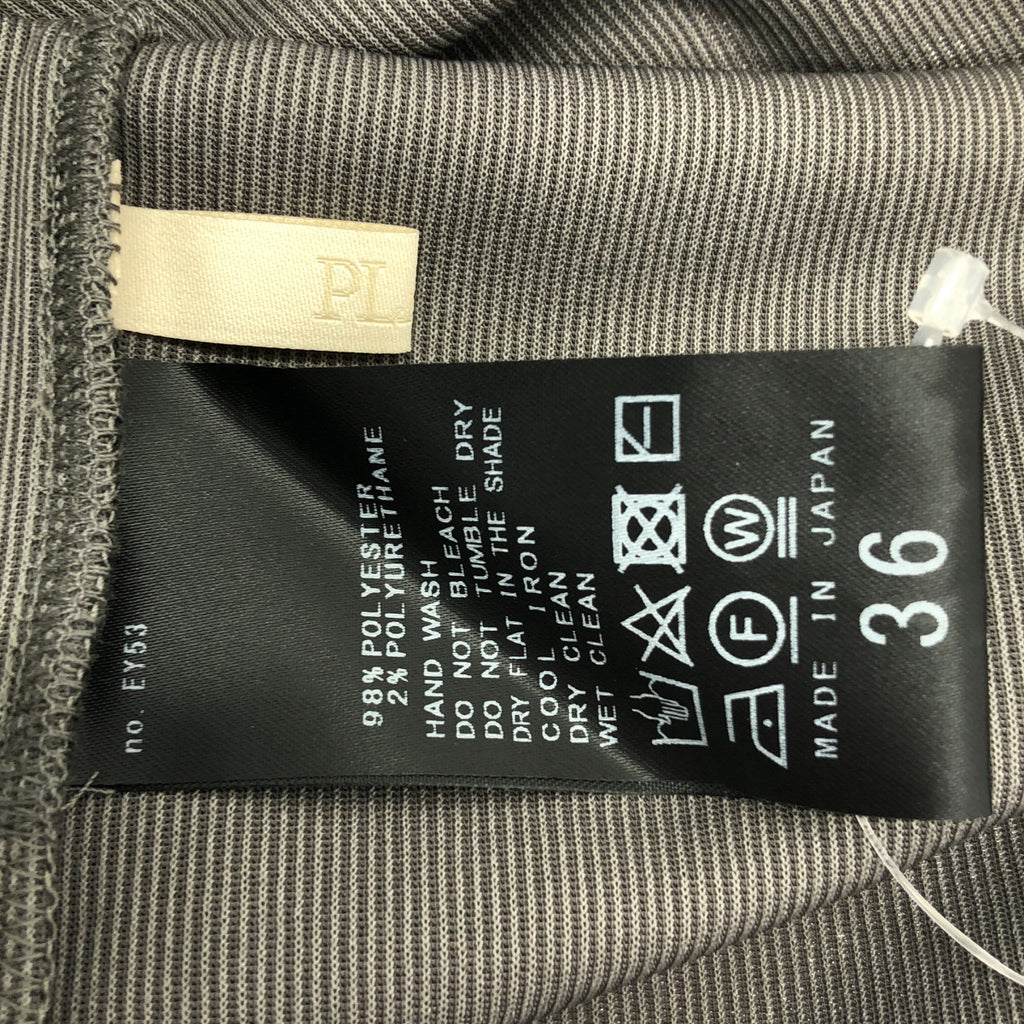 PL
no. EY53
98% POLYESTER
2% POLYURETHANE
HAND WASH
DO NOT BLEACH
DO NOT TUMBLE DRY
DRY FLAT IN THE SHADE
COOL IRON
DRY CLEAN
WET CLEAN
F W
MADE IN JAPAN
36